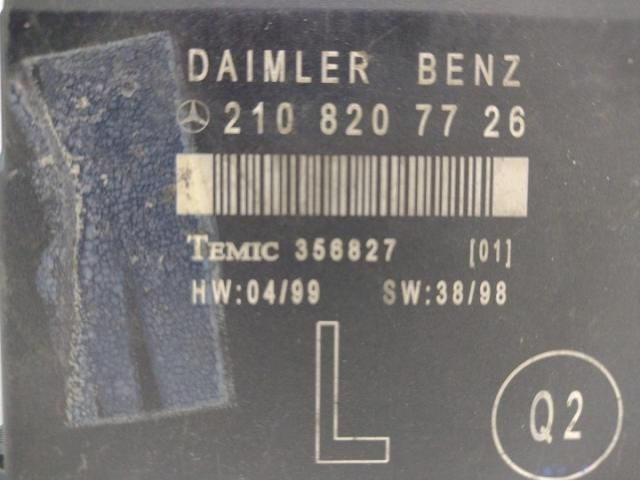 DAIMLER BENZ
210 820 77 26
TEMIC 356827 [01]
HW:04/99 SW:38/98
L
Q2